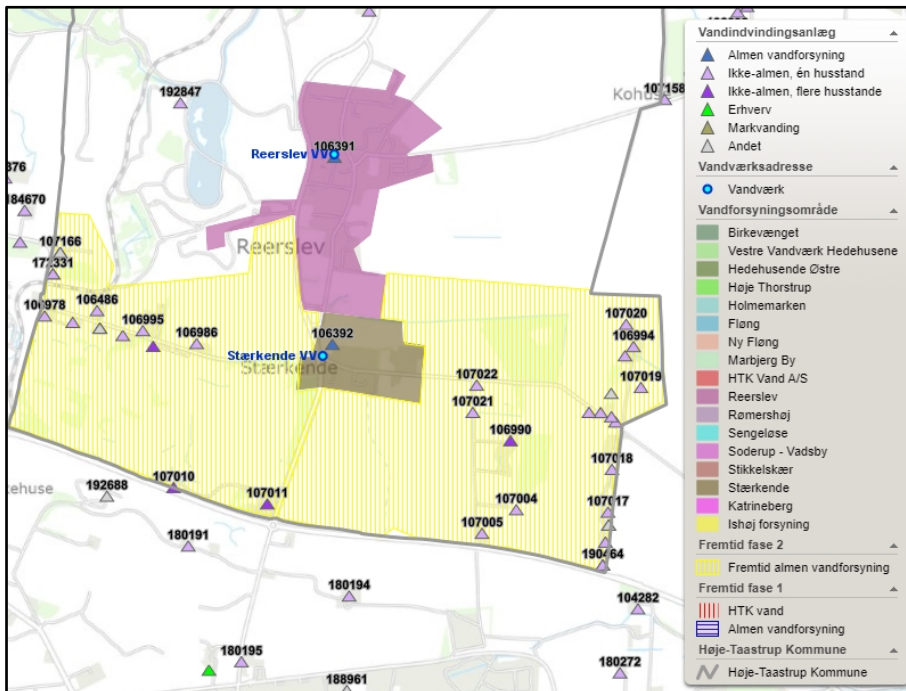 192847
107158
Kohuse
106391
Reerslev VV
376
184670
Reerslev
107166
172331
106978
106486
106995
106986
106392
Stærkende VV
Stærkende
107020
106994
107022
107019
107021
106990
107018
107010
107011
192688
107004
107017
107005
190464
180191
180194
104282
180195
188961
180272
Vandindvindingsanlæg
Almen vandforsyning
Ikke-almen, én husstand
Ikke-almen, flere husstande
Erhverv
Markvanding
Andet
Vandværksadresse
Vandværk
Vandforsyningsområde
Birkevænget
Vestre Vandværk Hedehusene
Hedehusende Østre
Høje Thorstrup
Holmemarken
Fløng
Ny Fløng
Marbjerg By
HTK Vand A/S
Reerslev
Rømershøj
Sengeløse
Soderup - Vadsby
Stikkelskær
Stærkende
Katrineberg
Ishøj forsyning
Fremtid fase 2
Fremtid almen vandforsyning
Fremtid fase 1
HTK vand
Almen vandforsyning
Høje-Taastrup Kommune
Høje-Taastrup Kommune